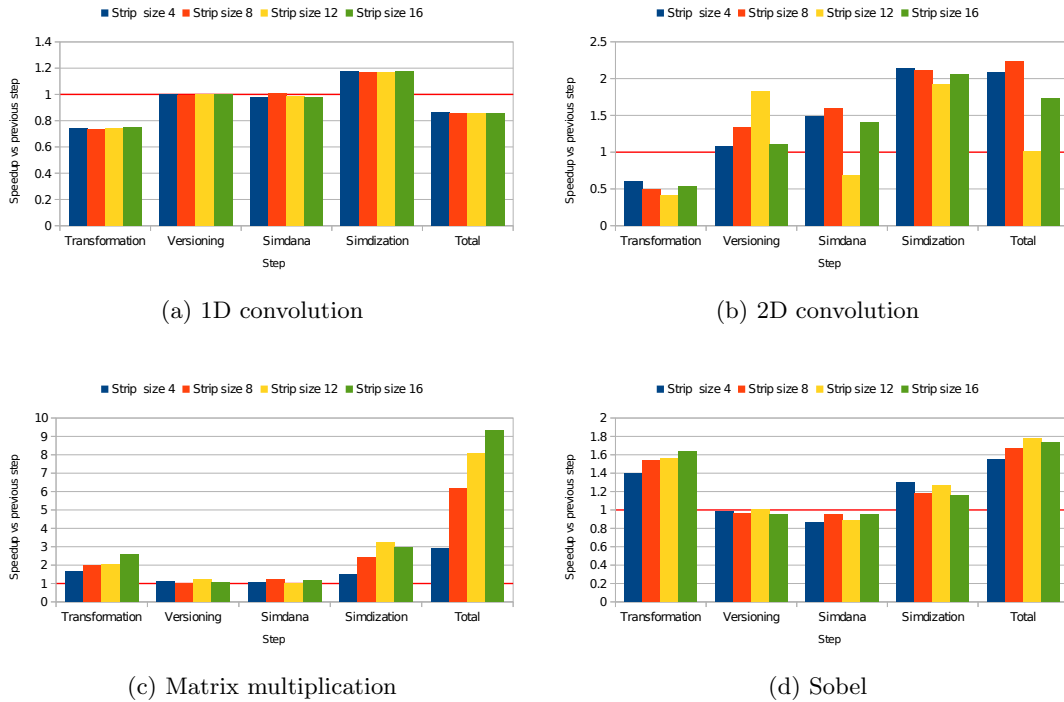 Strip size 4 Strip size 8 Strip size 12 Strip size 16
1.4
1.2
1
0.8
0.6
0.4
0.2
0
Speedup vs previous step
Transformation Versioning Simdana Simdization Total
Step
(a) 1D convolution
Strip size 4 Strip size 8 Strip size 12 Strip size 16
2.5
2
1.5
1
0.5
0
Speedup vs previous step
Transformation Versioning Simdana Simdization Total
Step
(b) 2D convolution
Strip size 4 Strip size 8 Strip size 12 Strip size 16
10
9
8
7
6
5
4
3
2
1
0
Speedup vs previous step
Transformation Versioning Simdana Simdization Total
Step
(c) Matrix multiplication
Strip size 4 Strip size 8 Strip size 12 Strip size 16
2
1.8
1.6
1.4
1.2
1
0.8
0.6
0.4
0.2
0
Speedup vs previous step
Transformation Versioning Simdana Simdization Total
Step
(d) Sobel